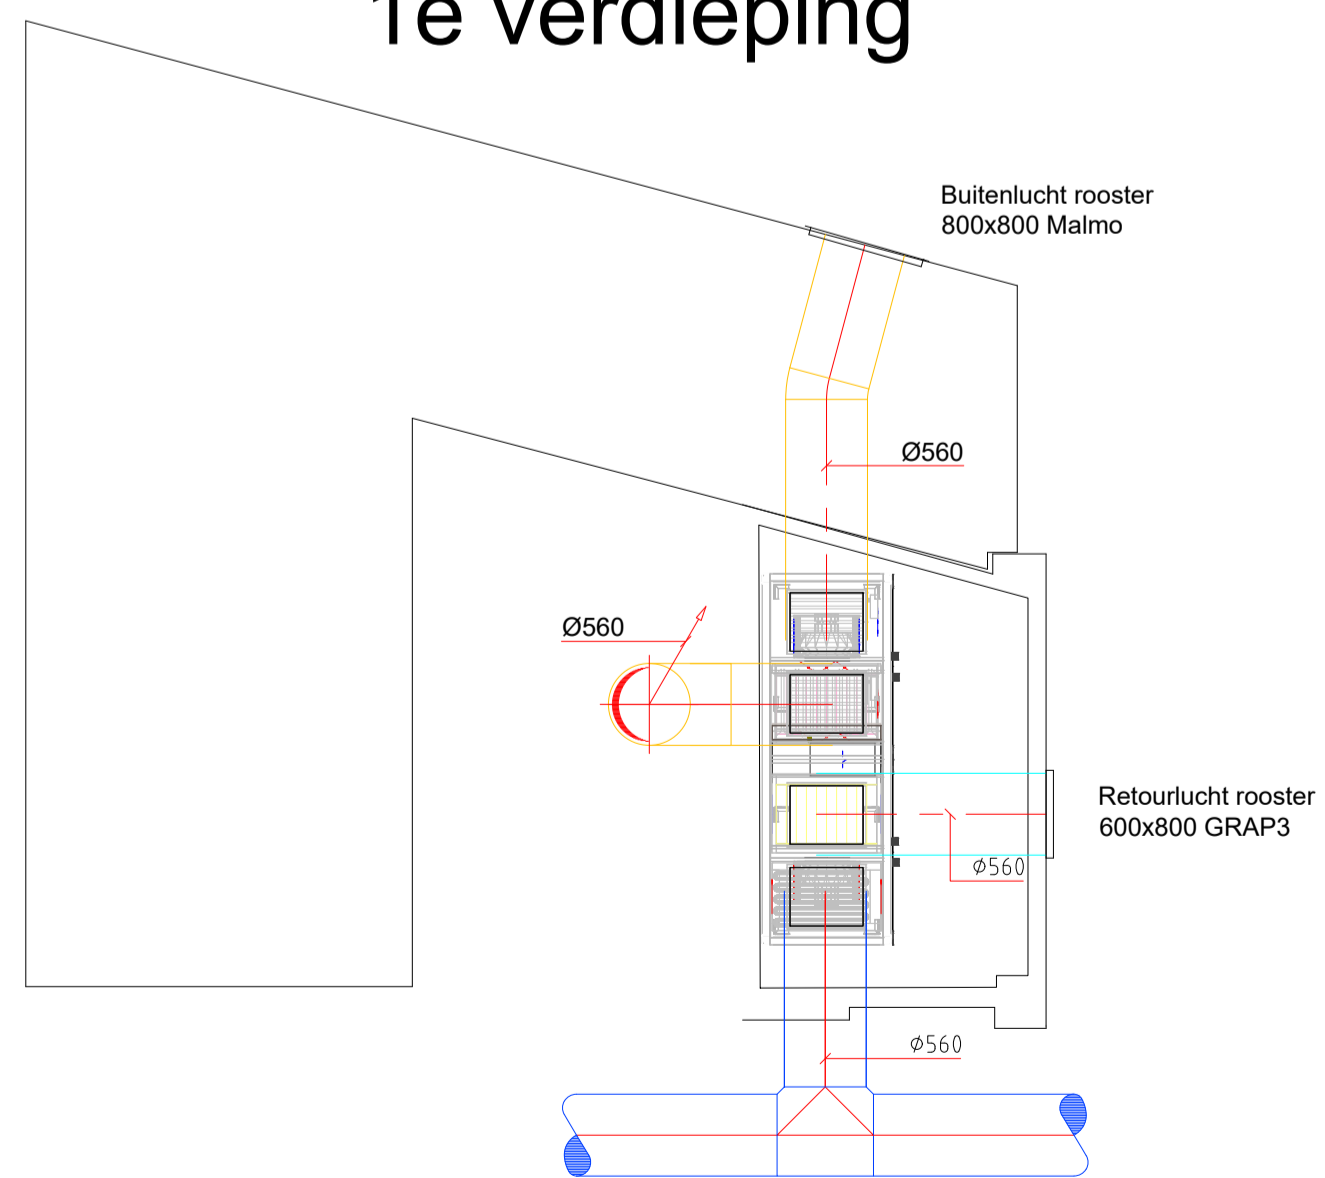 1e verdieping
Buitenlucht rooster
800x800 Malmo
Ø560
Ø560
Retourlucht rooster
600x800 GRAP3
Ø560
Ø560